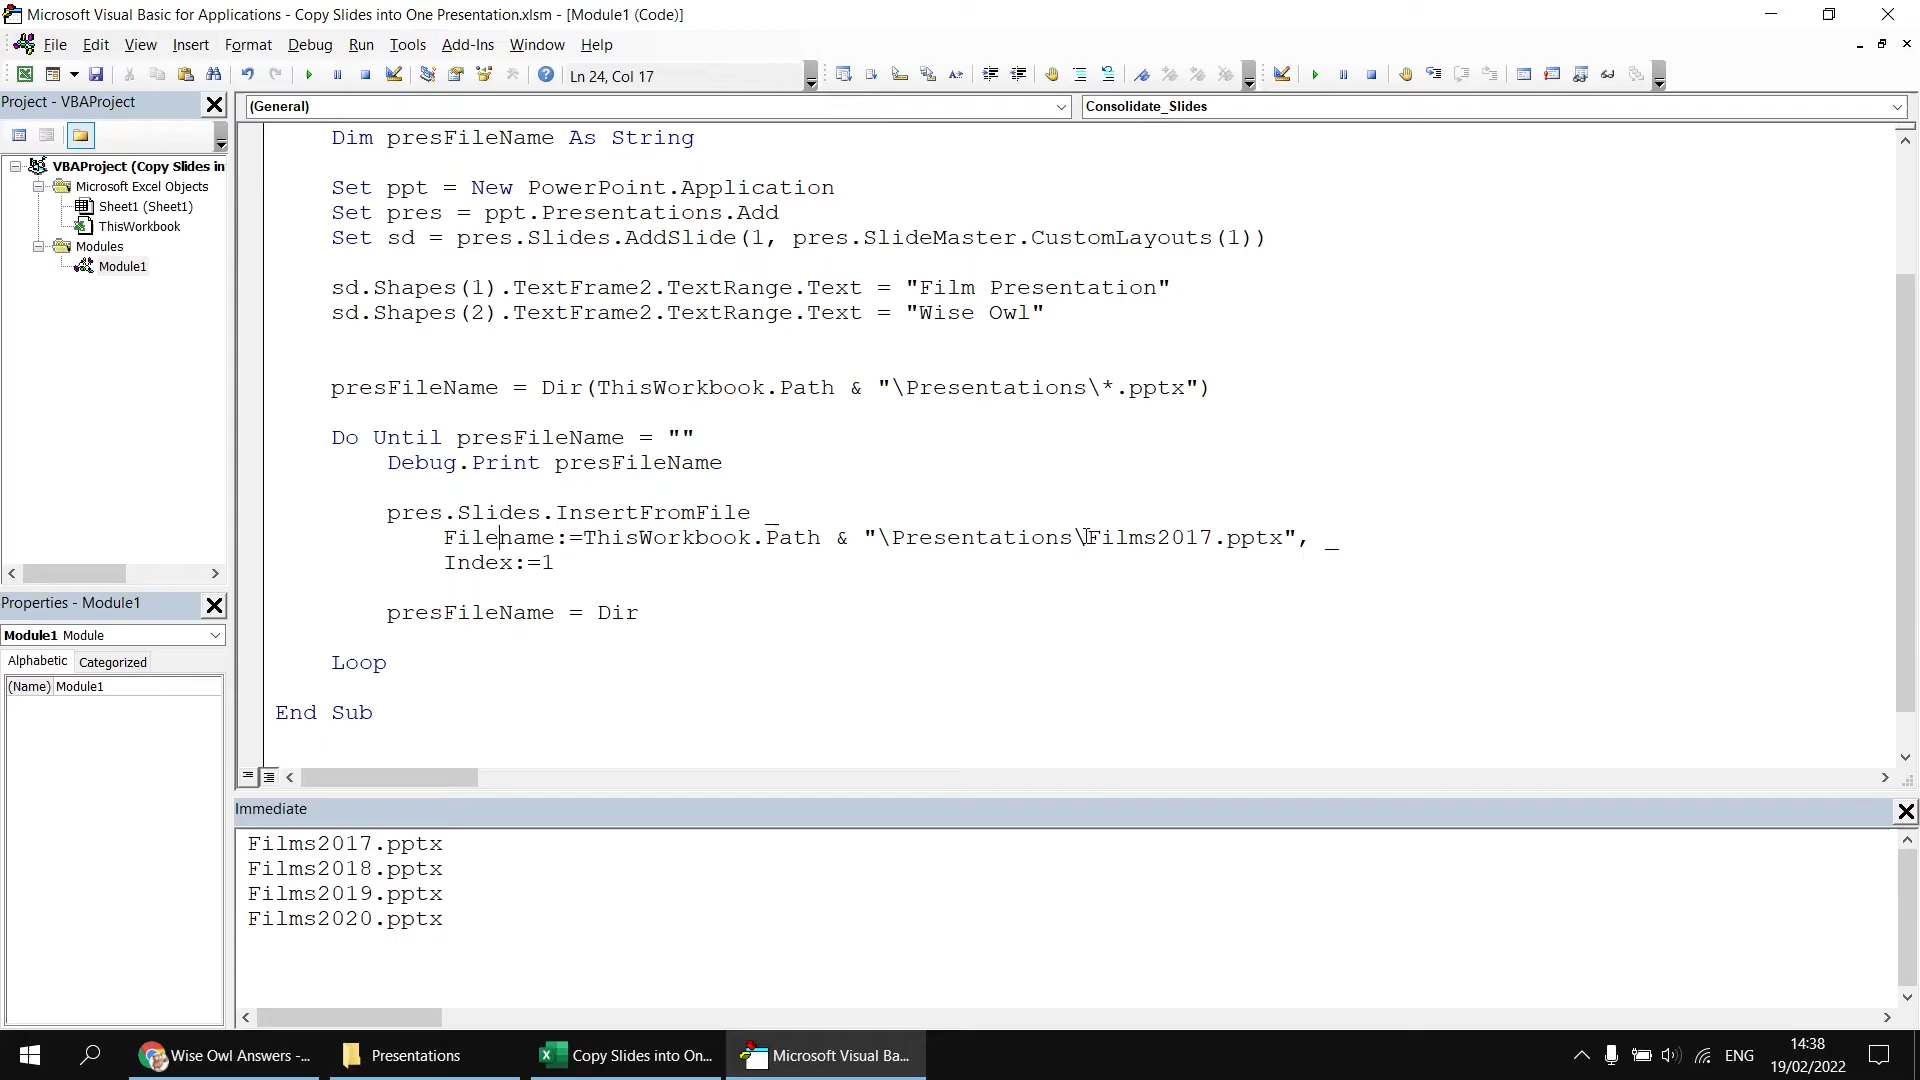 Microsoft Visual Basic for Applications - Copy Slides into One Presentation.xlsm - [Module1 (Code)]
File Edit View Insert Format Debug Run Tools Add-Ins Window Help
Ln 24, Col 17
Project - VBAProject
(General)
Consolidate_Slides
VBAProject (Copy Slides in
Microsoft Excel Objects
Sheet1 (Sheet1)
ThisWorkbook
Modules
Module1
Dim presFileName As String
Set ppt = New PowerPoint.Application
Set pres = ppt.Presentations.Add
Set sd = pres.Slides.AddSlide(1, pres.SlideMaster.CustomLayouts(1))
sd.Shapes(1).TextFrame2.TextRange.Text = "Film Presentation"
sd.Shapes(2).TextFrame2.TextRange.Text = "Wise Owl"
presFileName = Dir(ThisWorkbook.Path & "\Presentations\*.pptx")
Do Until presFileName = ""
Debug.Print presFileName
pres.Slides.InsertFromFile _
Filename:=ThisWorkbook.Path & "\Presentations\Films2017.pptx", _
Index:=1
presFileName = Dir
Loop
End Sub
Properties - Module1
Module1 Module
Alphabetic Categorized
(Name) Module1
Immediate
Films2017.pptx
Films2018.pptx
Films2019.pptx
Films2020.pptx
Wise Owl Answers -...
Presentations
Copy Slides into On...
Microsoft Visual Ba...
ENG
14:38
19/02/2022